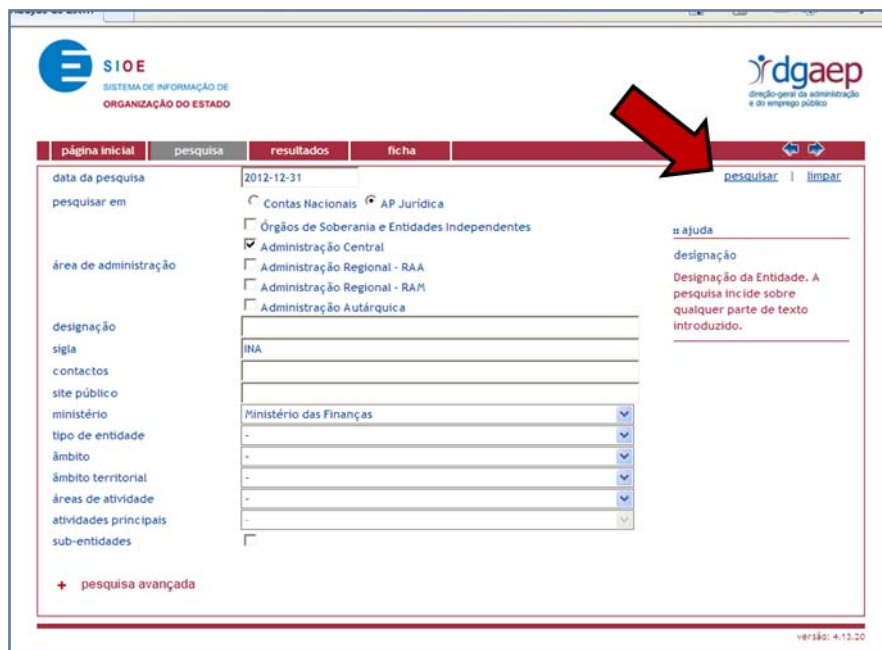 SIOE
SISTEMA DE INFORMAÇÃO DE
ORGANIZAÇÃO DO ESTADO
dgaep
direção-geral da administração
e do emprego público
página inicial pesquisa resultados ficha
data da pesquisa 2012-12-31 pesquisar | limpar
pesquisar em Contas Nacionais AP Jurídica
área de administração
Órgãos de Soberania e Entidades Independentes
Administração Central
Administração Regional - RAA
Administração Regional - RAM
Administração Autárquica
designação
sigla INA
contactos
site público
ministério Ministério das Finanças
tipo de entidade -
âmbito -
âmbito territorial -
áreas de atividade -
atividades principais -
sub-entidades
+ pesquisa avançada
ajuda
designação
Designação da Entidade. A
pesquisa incide sobre
qualquer parte de texto
introduzido.
versão: 4.13.20